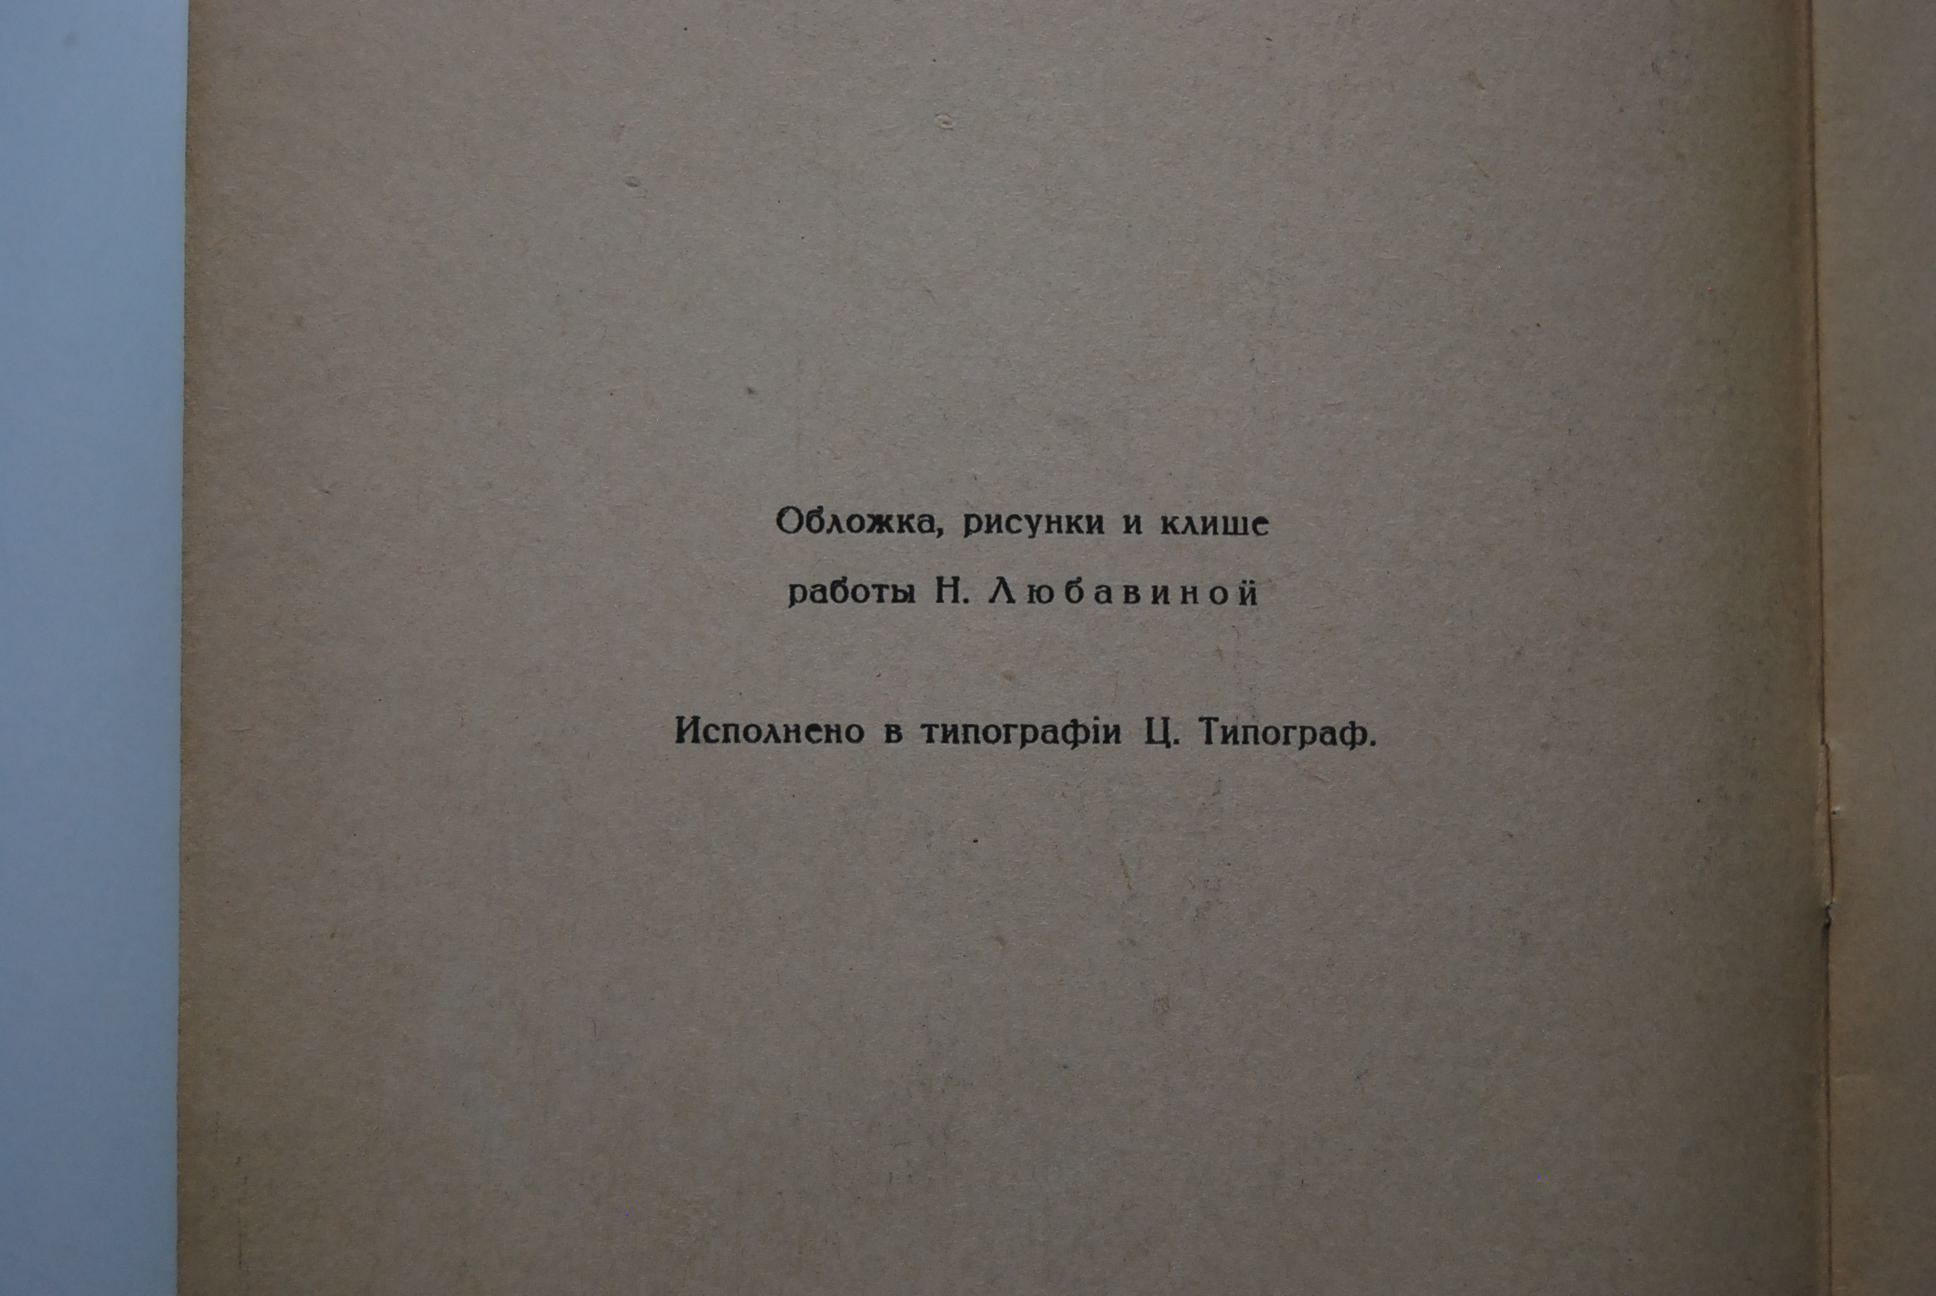 Обложка, рисунки и клише
работы Н. Любавиной
Исполнено в типографіи Ц. Типограф.